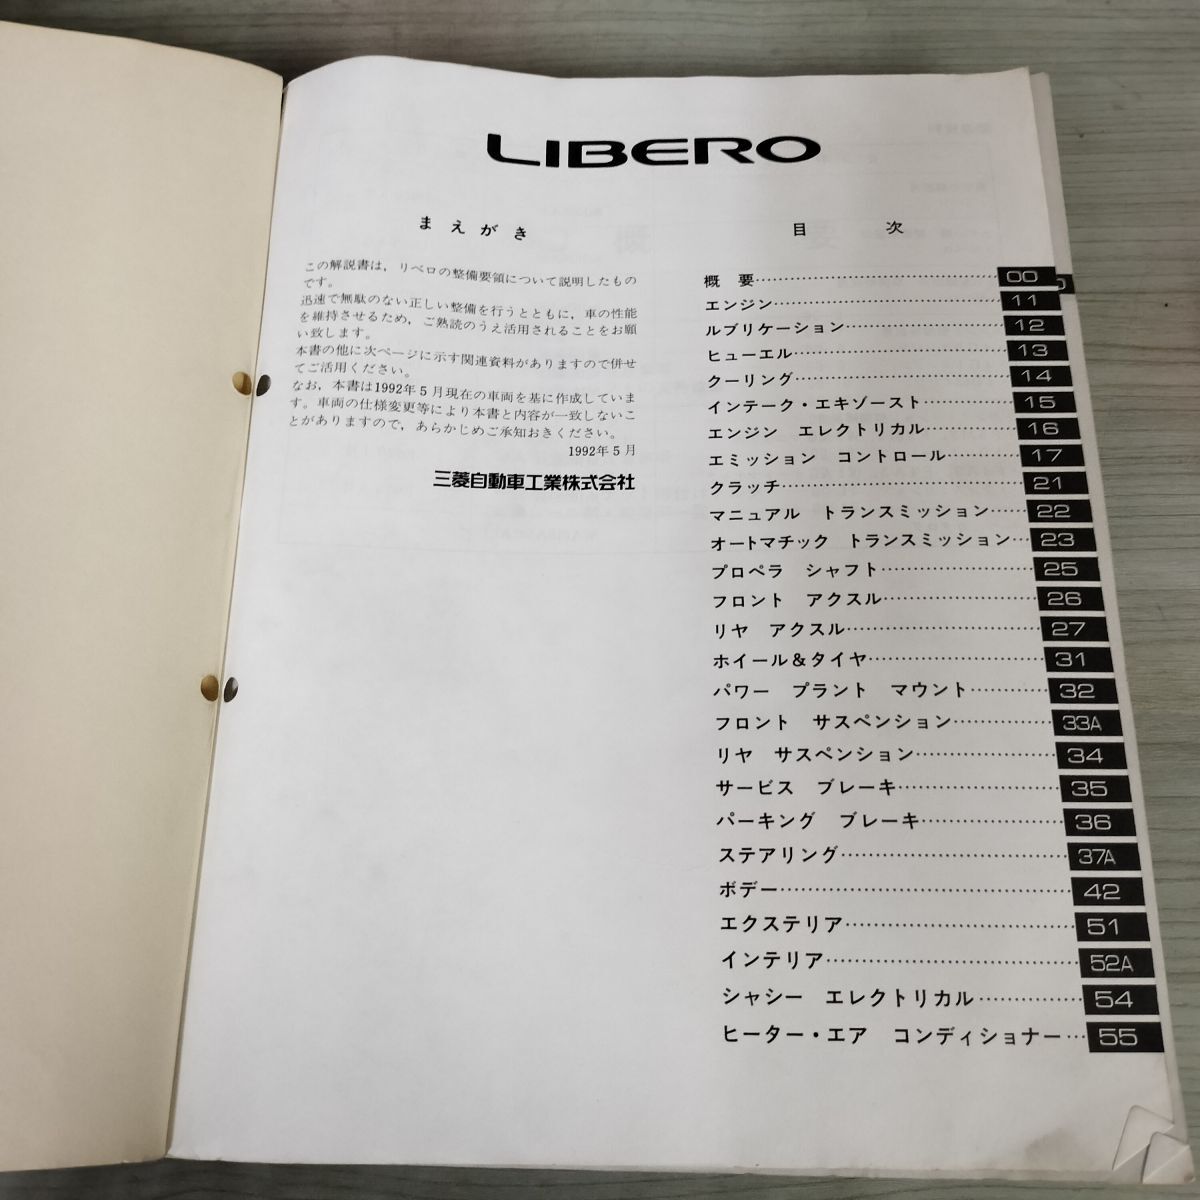 LIBERO
まえがき
この解説書は，リベロの整備要領について説明したもの
です。
迅速で無駄のない正しい整備を行うとともに，車の性能
を維持させるため，ご熟読のうえ活用されることをお願
い致します。
本書の他に次ページに示す関連資料がありますので併せ
てご活用ください。
なお，本書は1992年5月現在の車両を基に作成していま
す。車両の仕様変更等により本書と内容が一致しないこ
とがありますので，あらかじめご承知おきください。
1992年5月
三菱自動車工業株式会社
目次
概要 00
エンジン 11
ルブリケーション 12
ヒューエル 13
クーリング 14
インテーク・エキゾースト 15
エンジン エレクトリカル 16
エミッション コントロール 17
クラッチ 21
マニュアル トランスミッション 22
オートマチック トランスミッション 23
プロペラ シャフト 25
フロント アクスル 26
リヤ アクスル 27
ホイール＆タイヤ 31
パワー プラント マウント 32
フロント サスペンション 33A
リヤ サスペンション 34
サービス ブレーキ 35
パーキング ブレーキ 36
ステアリング 37A
ボデー 42
エクステリア 51
インテリア 52A
シャシー エレクトリカル 54
ヒーター・エア コンディショナー 55